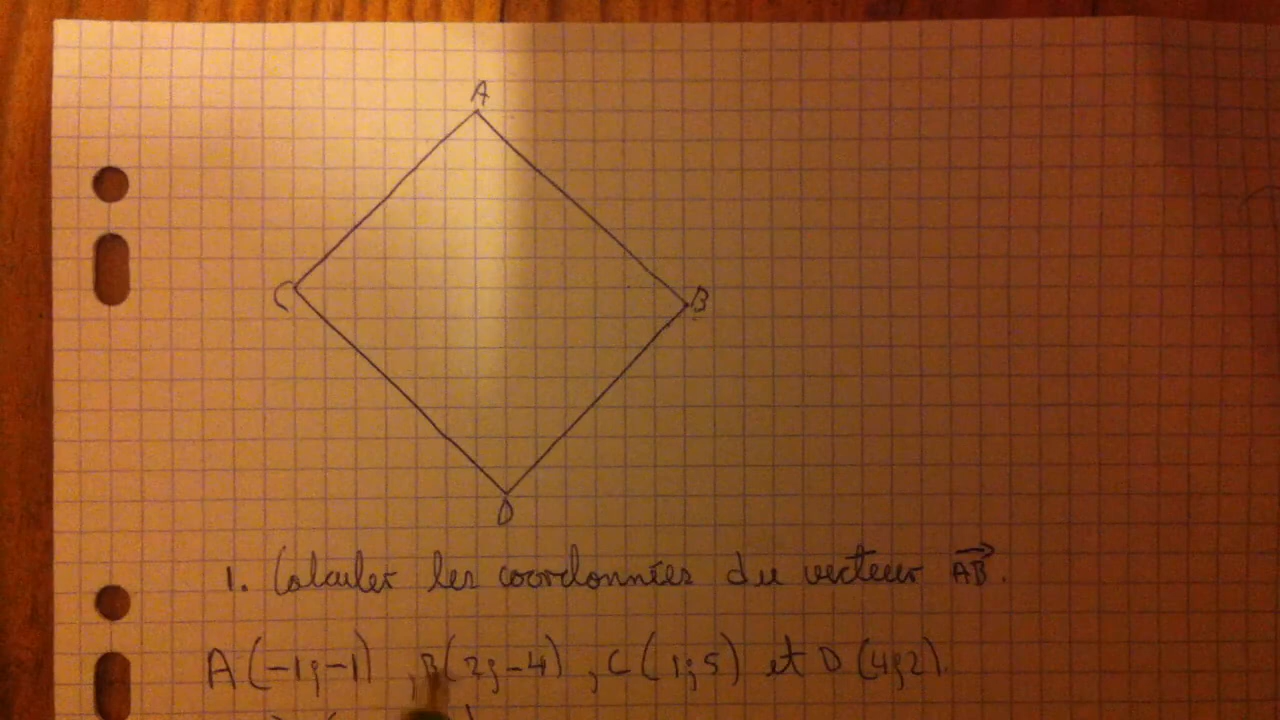 A
C
B
D
1. Calculer les coordonnées du vecteur AB.
A(-1;-1), B(2;-4), C(1;5) et D(4;2).